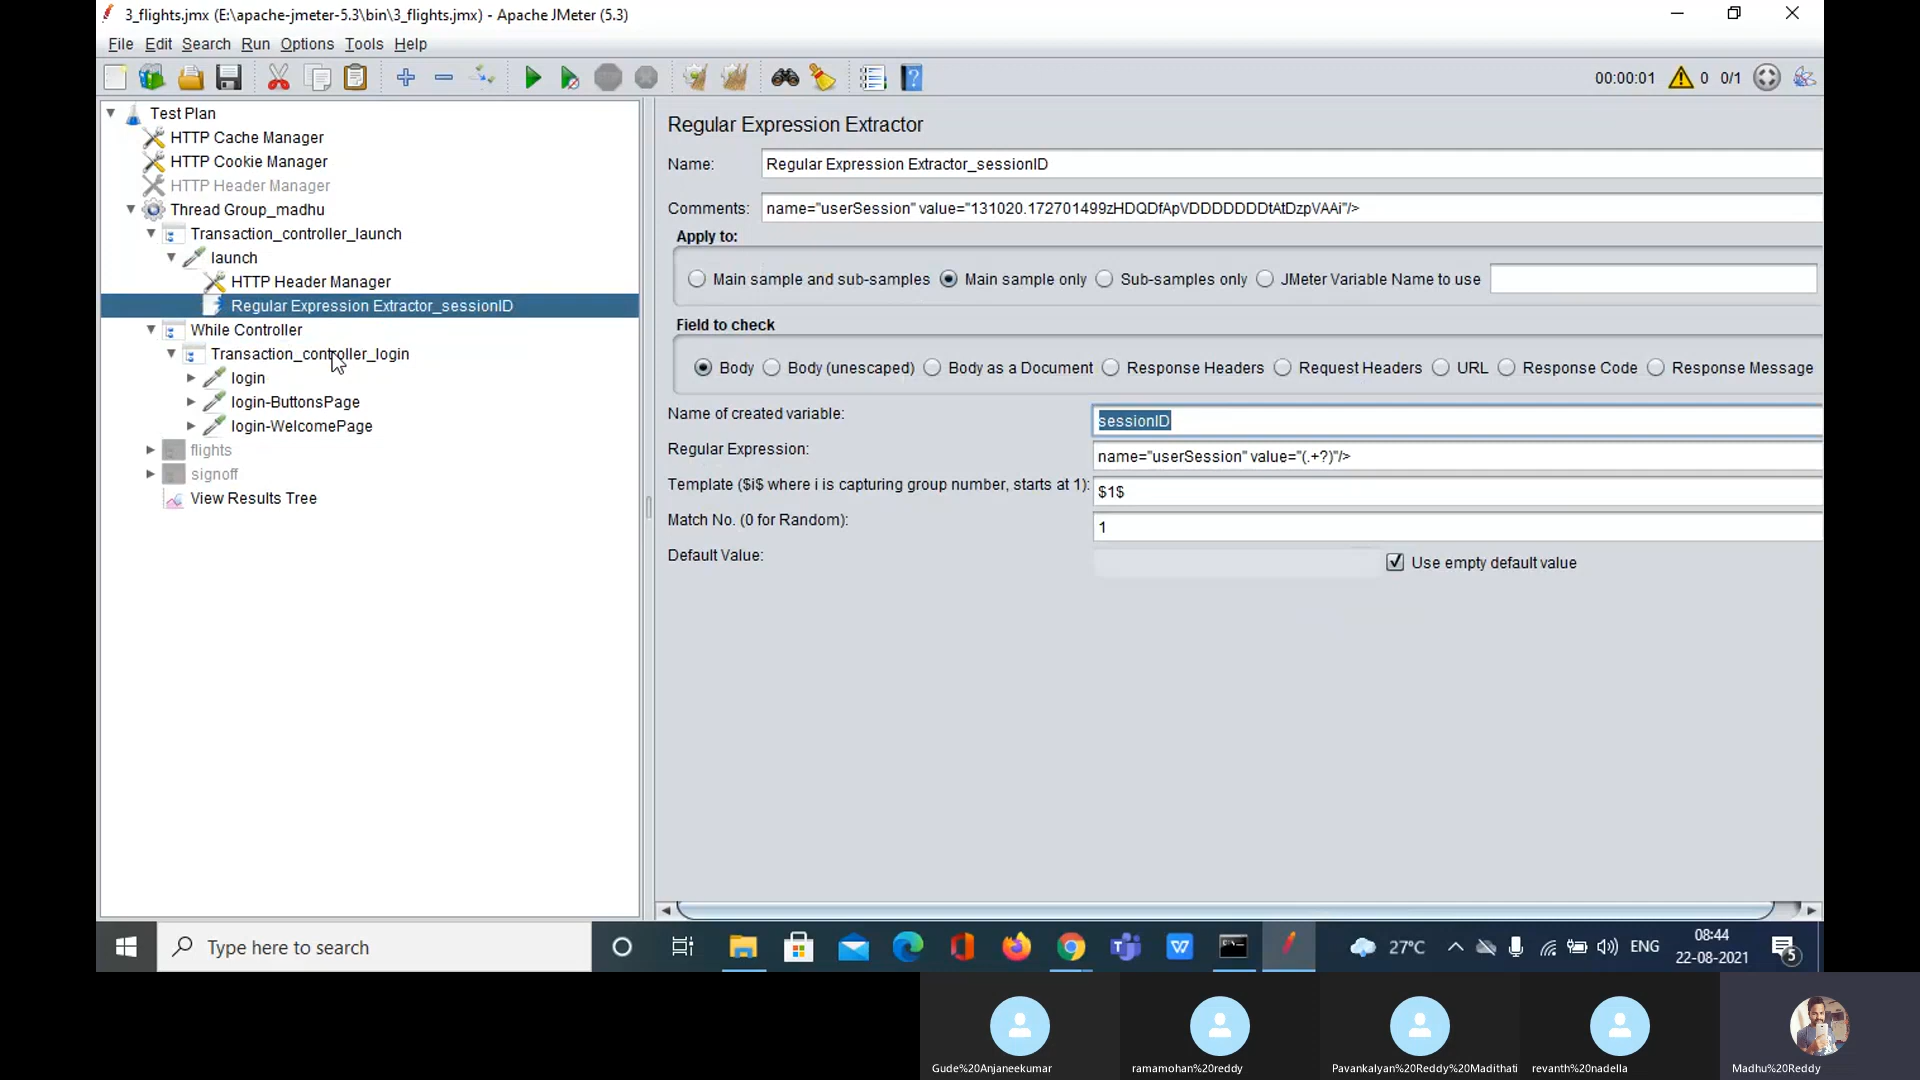 3_flights.jmx (E:\apache-jmeter-5.3\bin\3_flights.jmx) - Apache JMeter (5.3)
File Edit Search Run Options Tools Help
00:00:01 0 0/1
Test Plan
HTTP Cache Manager
HTTP Cookie Manager
HTTP Header Manager
Thread Group_madhu
Transaction_controller_launch
launch
HTTP Header Manager
Regular Expression Extractor_sessionID
While Controller
Transaction_controller_login
login
login-ButtonsPage
login-WelcomePage
flights
signoff
View Results Tree
Regular Expression Extractor
Name: Regular Expression Extractor_sessionID
Comments: name="userSession" value="131020.172701499zHDQDfApVDDDDDDDtAtDzpVAAi"/>
Apply to:
Main sample and sub-samples Main sample only Sub-samples only JMeter Variable Name to use
Field to check
Body Body (unescaped) Body as a Document Response Headers Request Headers URL Response Code Response Message
Name of created variable: sessionID
Regular Expression: name="userSession" value="(.+?)"/>
Template ($i$ where i is capturing group number, starts at 1): $1$
Match No. (0 for Random): 1
Default Value: Use empty default value
Type here to search
27°C ENG
08:44
22-08-2021
5
Gude%20Anjaneekumar
ramamohan%20reddy
Pavankalyan%20Reddy%20Madithati
revanth%20nadella
Madhu%20Reddy